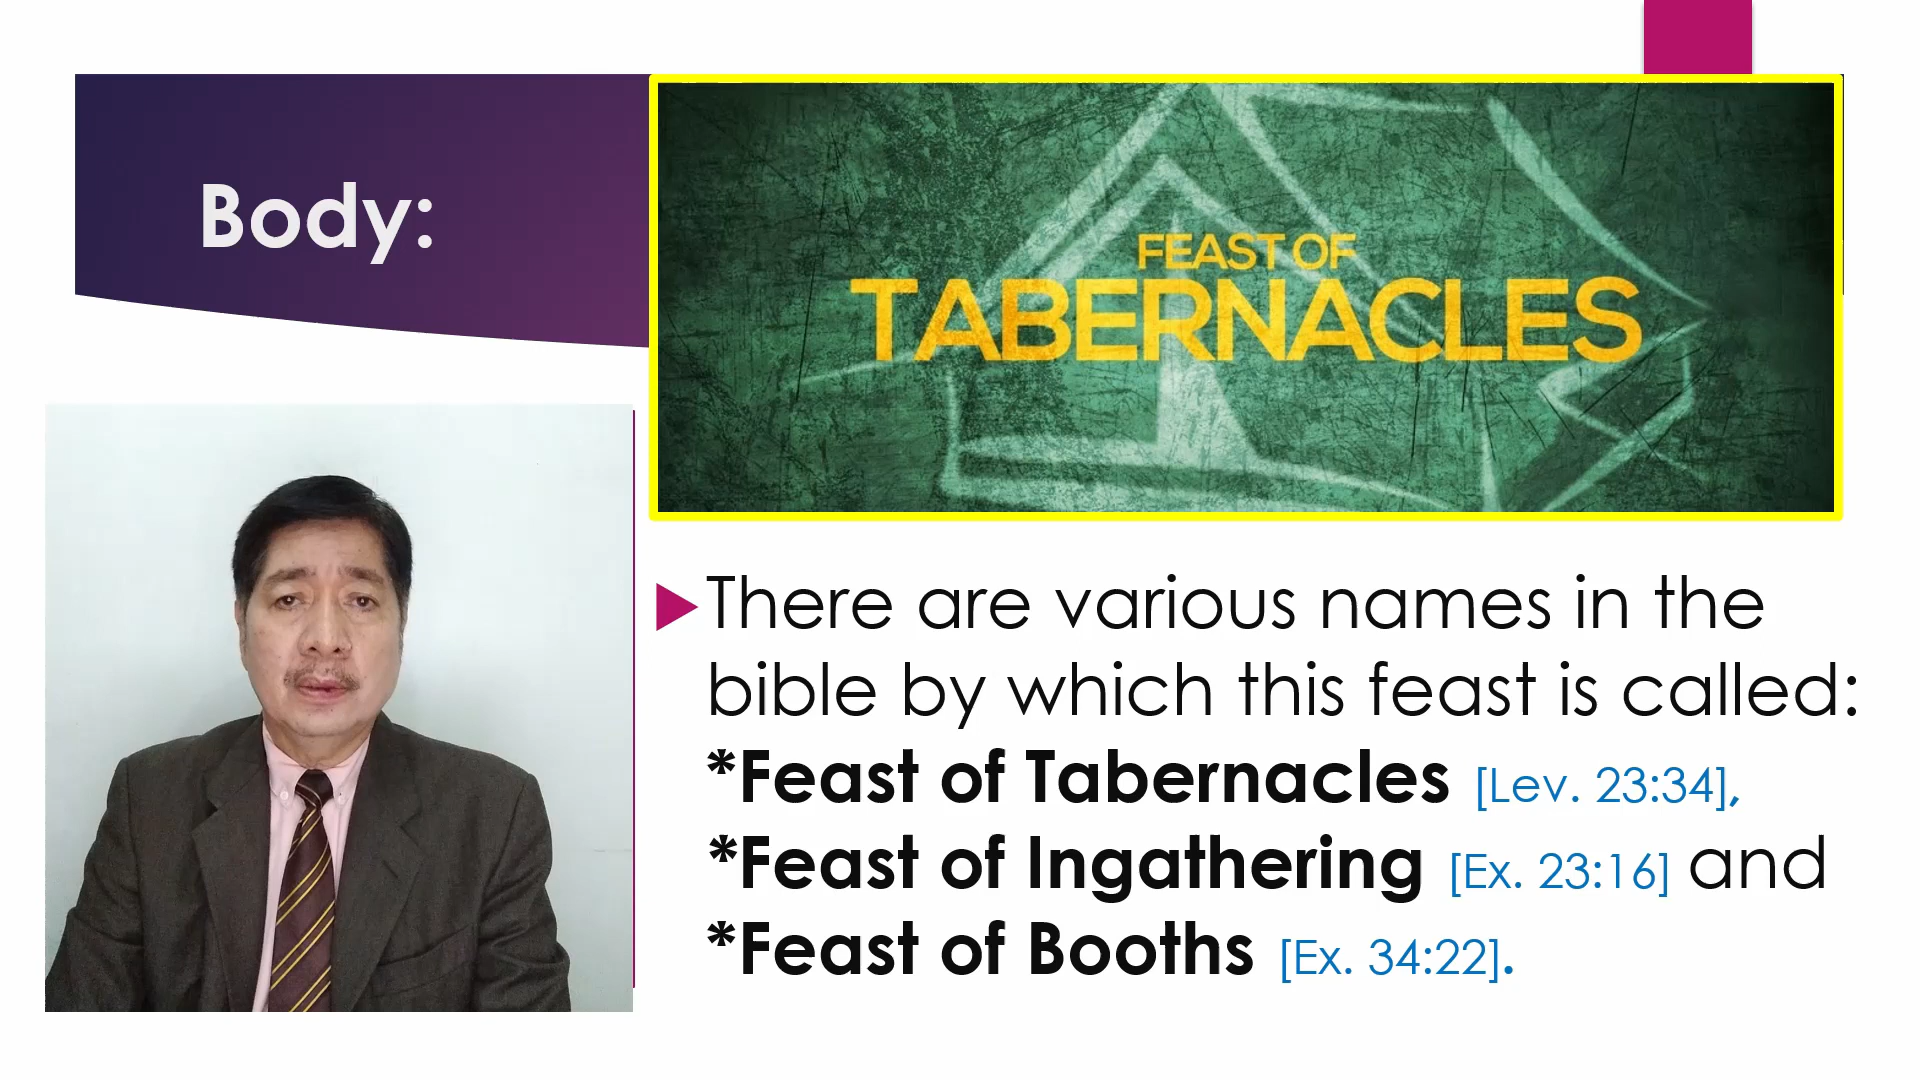 Body:
FEAST OF
TABERNACLES
There are various names in the
bible by which this feast is called:
*Feast of Tabernacles [Lev. 23:34],
*Feast of Ingathering [Ex. 23:16] and
*Feast of Booths [Ex. 34:22].